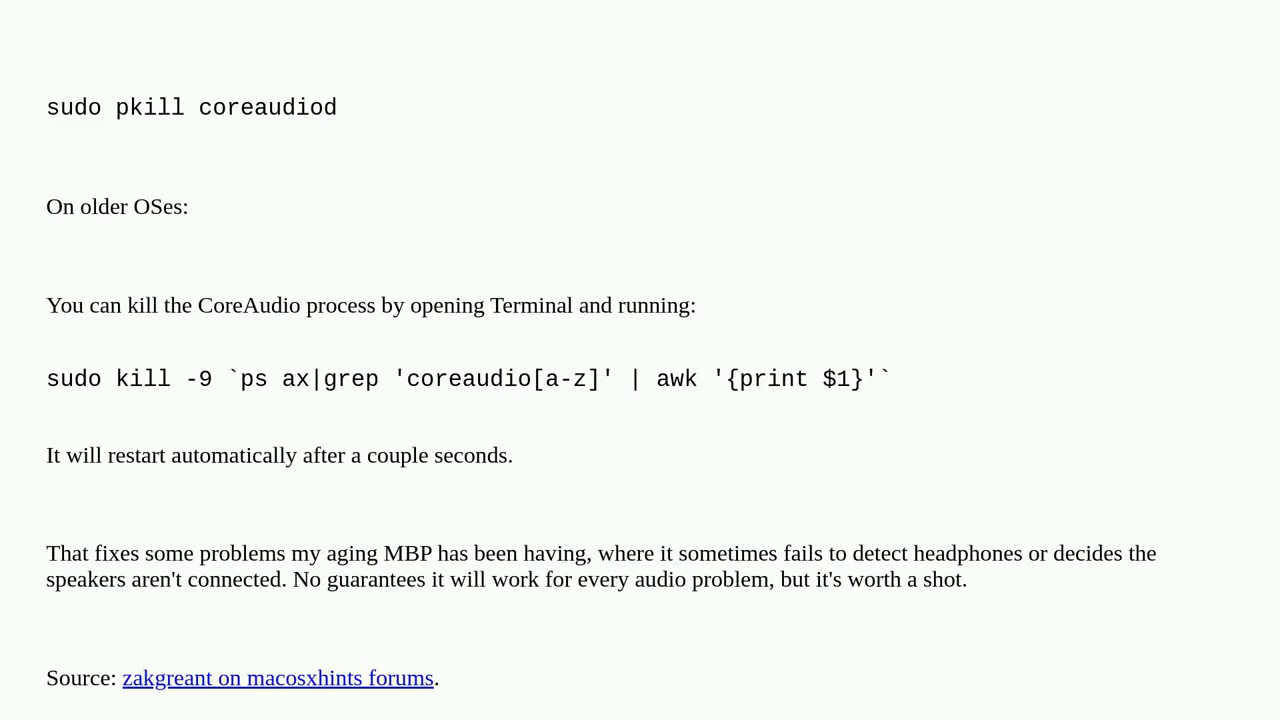 sudo pkill coreaudiod
On older OSes:
You can kill the CoreAudio process by opening Terminal and running:
sudo kill -9 `ps ax|grep 'coreaudio[a-z]' | awk '{print $1}'`
It will restart automatically after a couple seconds.
That fixes some problems my aging MBP has been having, where it sometimes fails to detect headphones or decides the
speakers aren't connected. No guarantees it will work for every audio problem, but it's worth a shot.
Source: zakgreant on macosxhints forums.